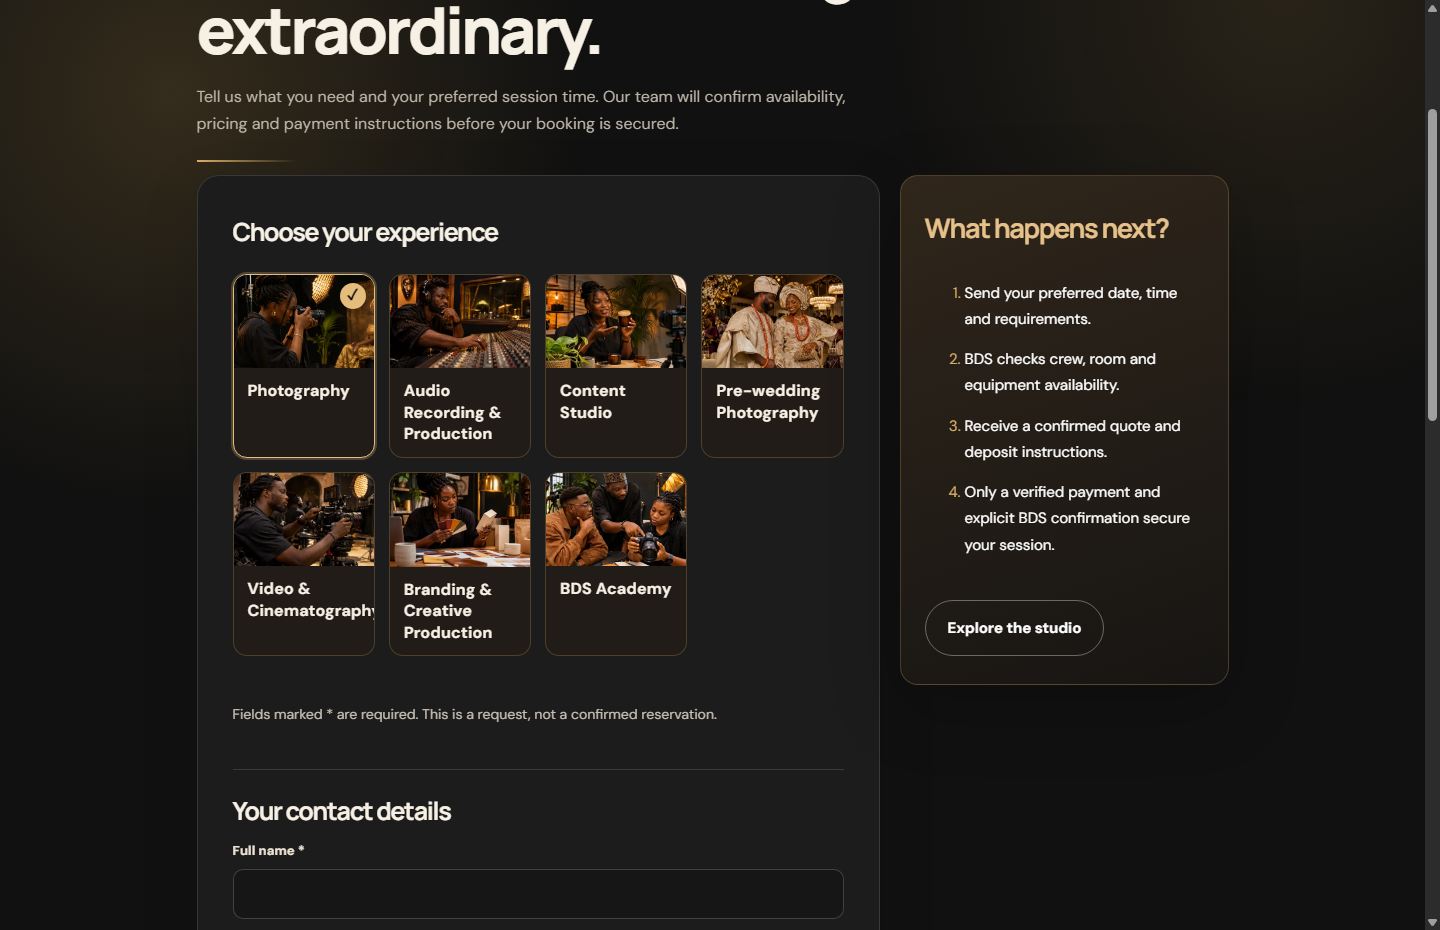 extraordinary.
Tell us what you need and your preferred session time. Our team will confirm availability,
pricing and payment instructions before your booking is secured.
Choose your experience
Photography
Audio
Recording &
Production
Content
Studio
Pre-wedding
Photography
Video &
Cinematography
Branding &
Creative
Production
BDS Academy
Fields marked * are required. This is a request, not a confirmed reservation.
Your contact details
Full name *
What happens next?
1. Send your preferred date, time
and requirements.
2. BDS checks crew, room and
equipment availability.
3. Receive a confirmed quote and
deposit instructions.
4. Only a verified payment and
explicit BDS confirmation secure
your session.
Explore the studio